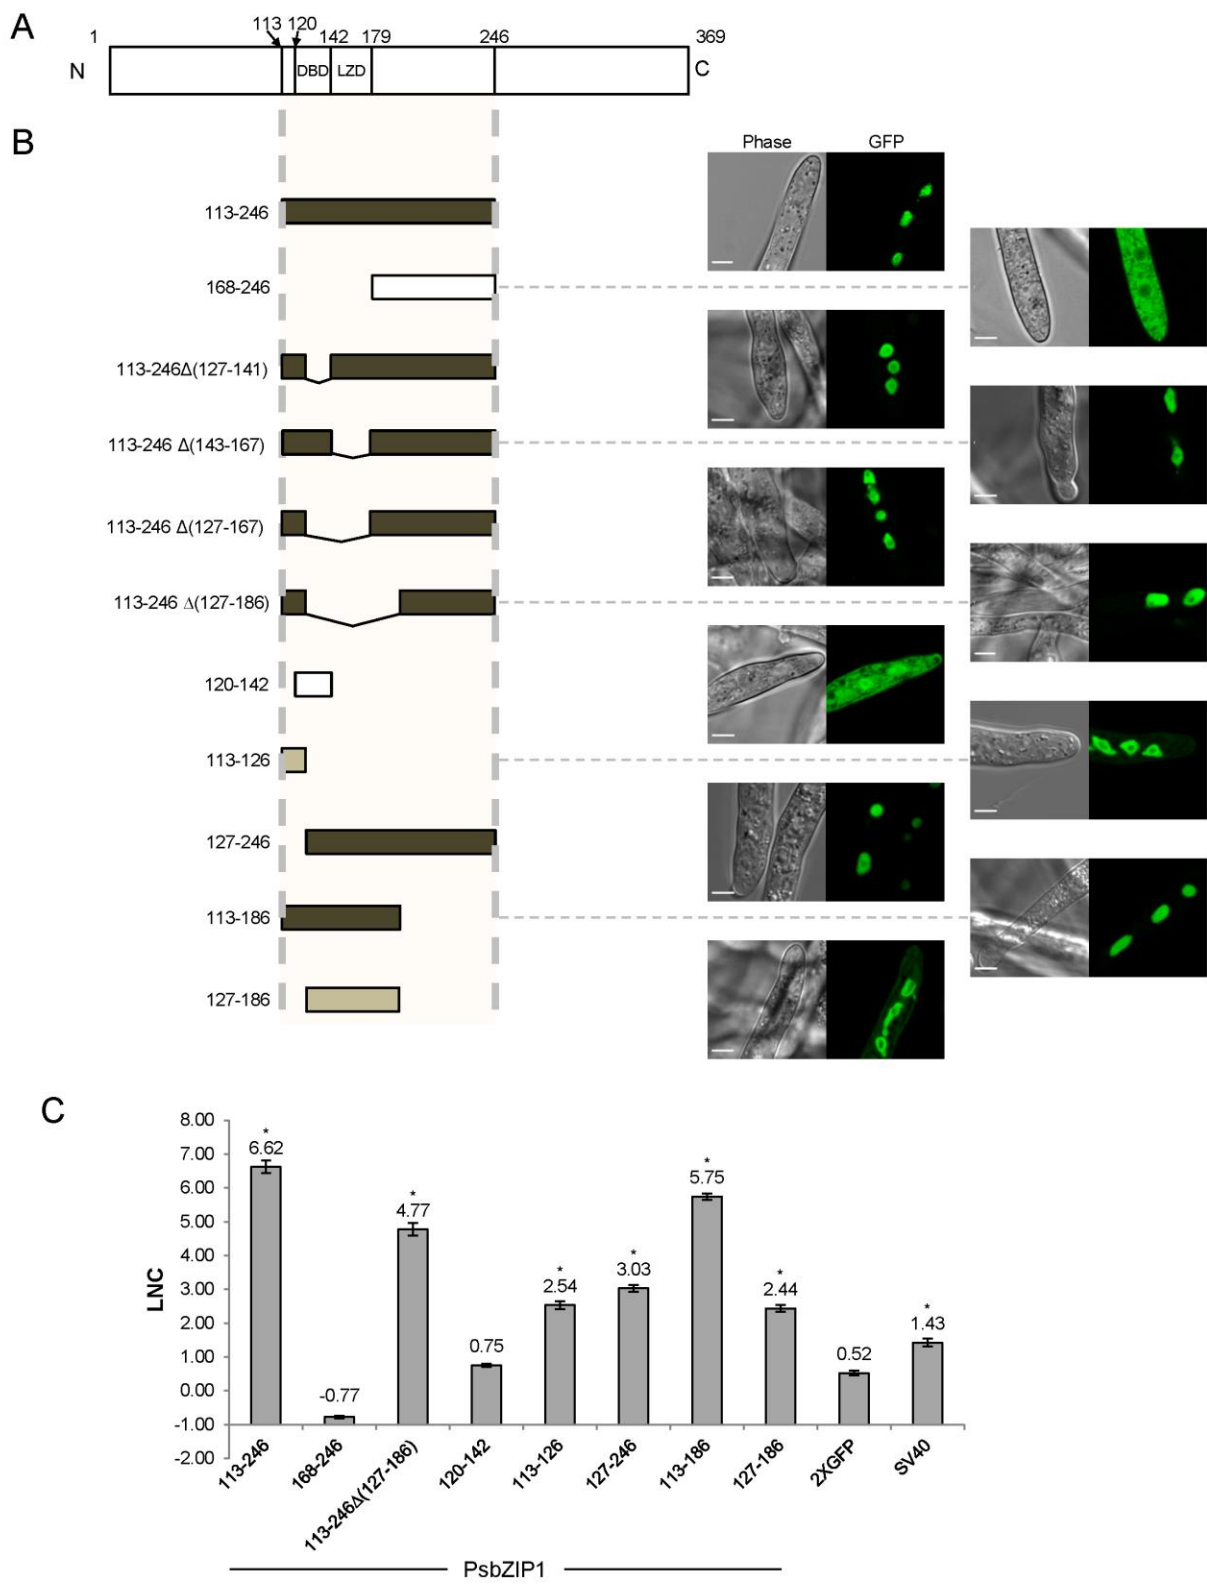 A
1
113
120
142
179
246
369
N
DBD
LZD
C
B
Phase GFP
113-246
168-246
113-246Δ(127-141)
113-246 Δ(143-167)
113-246 Δ(127-167)
113-246 Δ(127-186)
120-142
113-126
127-246
113-186
127-186
C
LNC
8.00
7.00
6.00
5.00
4.00
3.00
2.00
1.00
0.00
-1.00
-2.00
*
6.62
-0.77
*
4.77
0.75
*
2.54
*
3.03
*
5.75
*
2.44
0.52
*
1.43
113-246
168-246
113-246Δ(127-186)
120-142
113-126
127-246
113-186
127-186
2XGFP
SV40
PsbZIP1